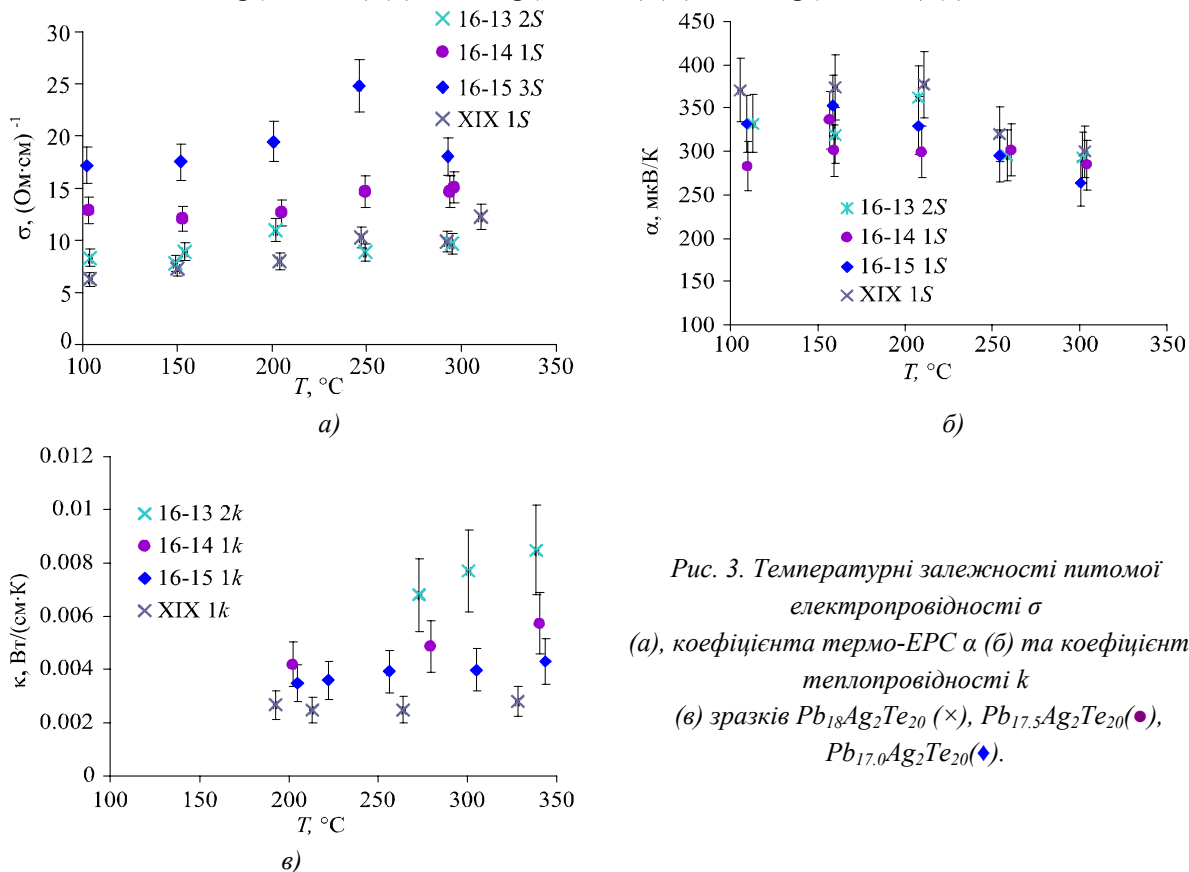 16-13 2S
16-14 1S
16-15 3S
XIX 1S
σ, (Ом·см) -1
30
25
20
15
10
5
0
100 150 200 250 300 350
T, °C
а)
450
400
350
300
250
200
150
100
α, мкВ/К
16-13 2S
16-14 1S
16-15 1S
XIX 1S
100 150 200 250 300 350
T, °C
б)
0.012
0.01
0.008
0.006
0.004
0.002
0
κ, Вт/(см·К)
16-13 2k
16-14 1k
16-15 1k
XIX 1k
100 150 200 250 300 350
T, °C
в)
Рис. 3. Температурні залежності питомої
електропровідності σ
(а), коефіцієнта термо-ЕРС α (б) та коефіцієнт
теплопровідності k
(в) зразків Pb18Ag2Te20 (×), Pb17.5Ag2Te20(●),
Pb17.0Ag2Te20(♦).